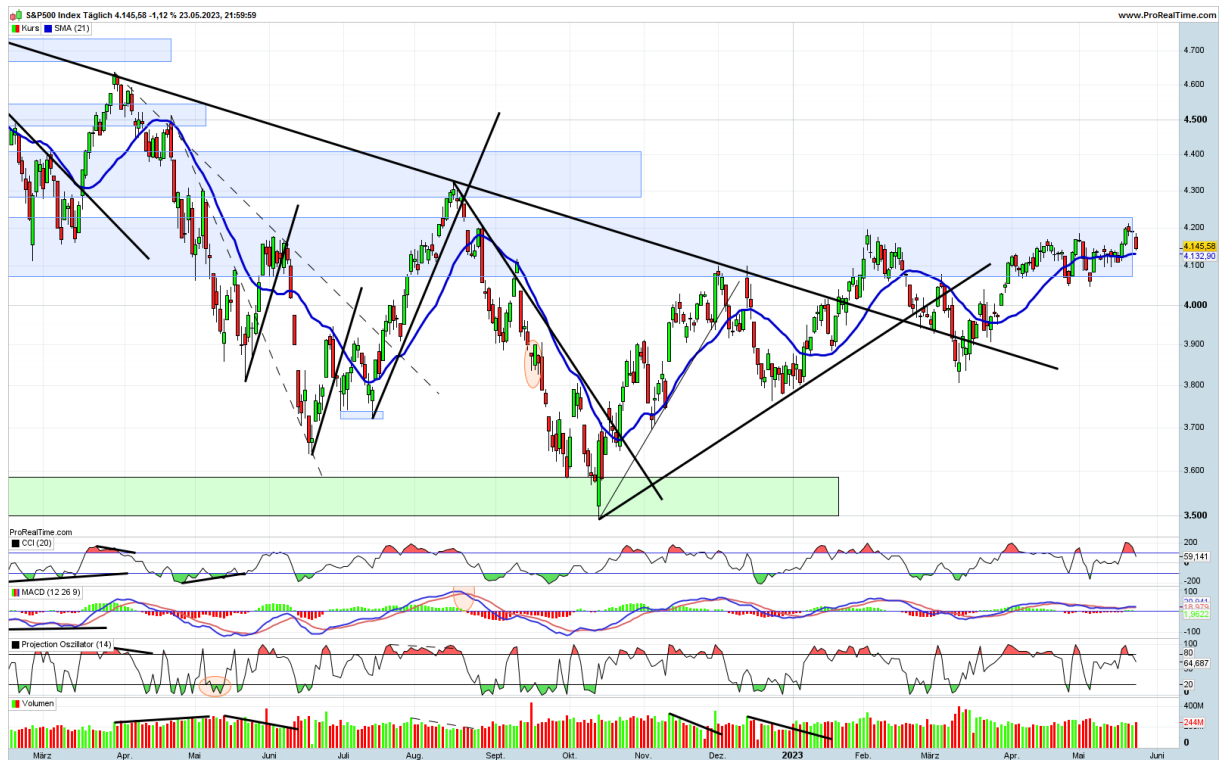 S&P500 Index Täglich 4.145,58 -1,12 % 23.05.2023, 21:59:59
www.ProRealTime.com
Kurs SMA (21)
4.700
4.600
4.500
4.400
4.300
4.200
4.145,58
4.132,90
4.100
4.000
3.900
3.800
3.700
3.600
3.500
ProRealTime.com
CCI (20)
200
59,141
0
-200
MACD (12 26 9)
100
18,979
1,9622
-100
Projection Oszillator (14)
100
80
64,687
20
0
Volumen
400M
244M
0
März Apr. Mai Juni Juli Aug. Sept. Okt. Nov. Dez. 2023 Feb. März Apr. Mai Juni